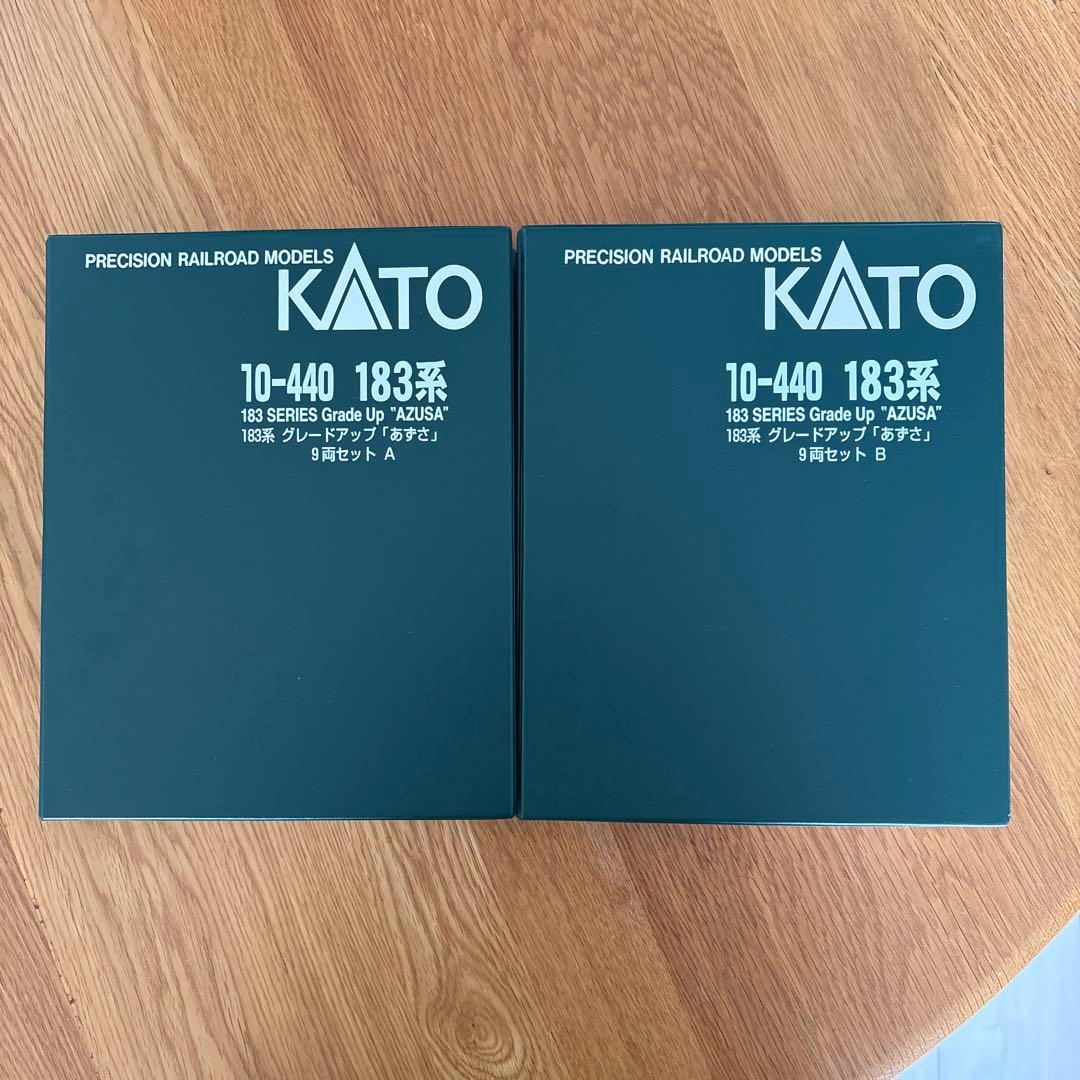 PRECISION RAILROAD MODELS
KATO
10-440 183系
183 SERIES Grade Up "AZUSA"
183系 グレードアップ「あずさ」
9両セット A
PRECISION RAILROAD MODELS
KATO
10-440 183系
183 SERIES Grade Up "AZUSA"
183系 グレードアップ「あずさ」
9両セット B